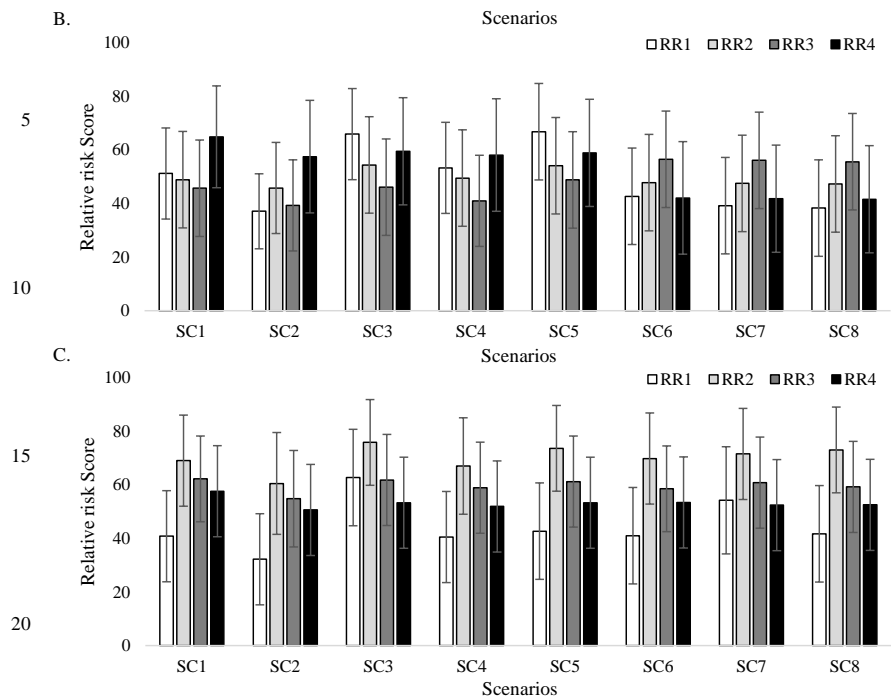 B.
Scenarios
100
RR1 RR2 RR3 RR4
80
5
60
Relative risk Score
40
20
10
0
SC1 SC2 SC3 SC4 SC5 SC6 SC7 SC8
C.
Scenarios
100
RR1 RR2 RR3 RR4
80
15
60
Relative risk Score
40
20
20
0
SC1 SC2 SC3 SC4 SC5 SC6 SC7 SC8
Scenarios